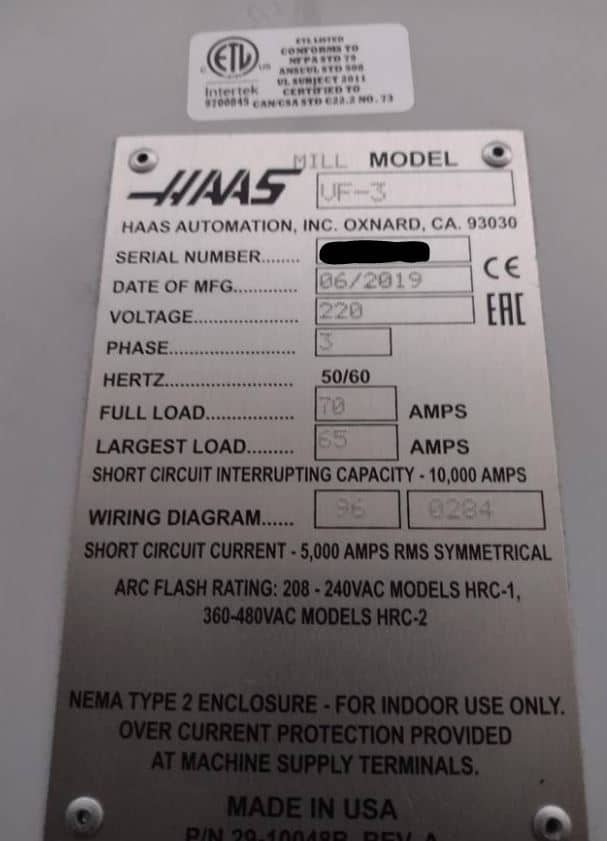 ETL LISTED
CONFORMS TO
NFPA STD 79
ANSI/UL STD 508
UL SUBJECT 2011
CERTIFIED TO
CAN/CSA STD C22.2 NO. 73
ETL
C US
Intertek
9700845
MILL MODEL
HAAS VF-3
HAAS AUTOMATION, INC. OXNARD, CA. 93030
SERIAL NUMBER........
DATE OF MFG............ 06/2019
CE
VOLTAGE.................... 220
EAC
PHASE........................ 3
HERTZ......................... 50/60
FULL LOAD................. 70 AMPS
LARGEST LOAD......... 65 AMPS
SHORT CIRCUIT INTERRUPTING CAPACITY - 10,000 AMPS
WIRING DIAGRAM...... 96 0284
SHORT CIRCUIT CURRENT - 5,000 AMPS RMS SYMMETRICAL
ARC FLASH RATING: 208 - 240VAC MODELS HRC-1,
360-480VAC MODELS HRC-2
NEMA TYPE 2 ENCLOSURE - FOR INDOOR USE ONLY.
OVER CURRENT PROTECTION PROVIDED
AT MACHINE SUPPLY TERMINALS.
MADE IN USA
P/N 29-10048P REV A